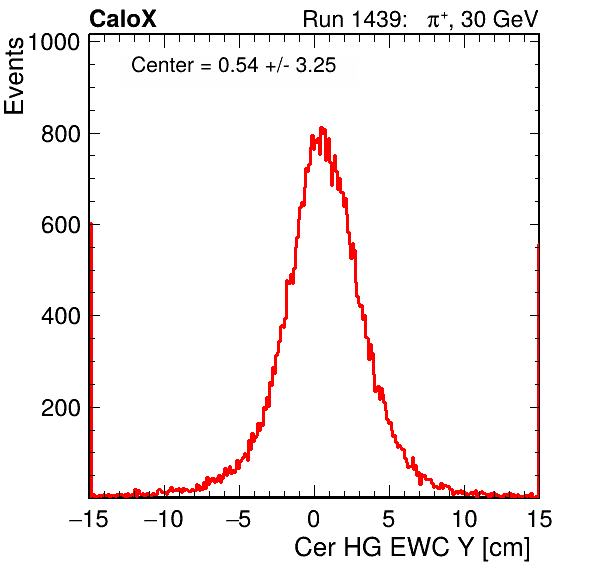 CaloX Run 1439: π⁺, 30 GeV
Events
Center = 0.54 +/- 3.25
1000
800
600
400
200
−15 −10 −5 0 5 10 15
Cer HG EWC Y [cm]